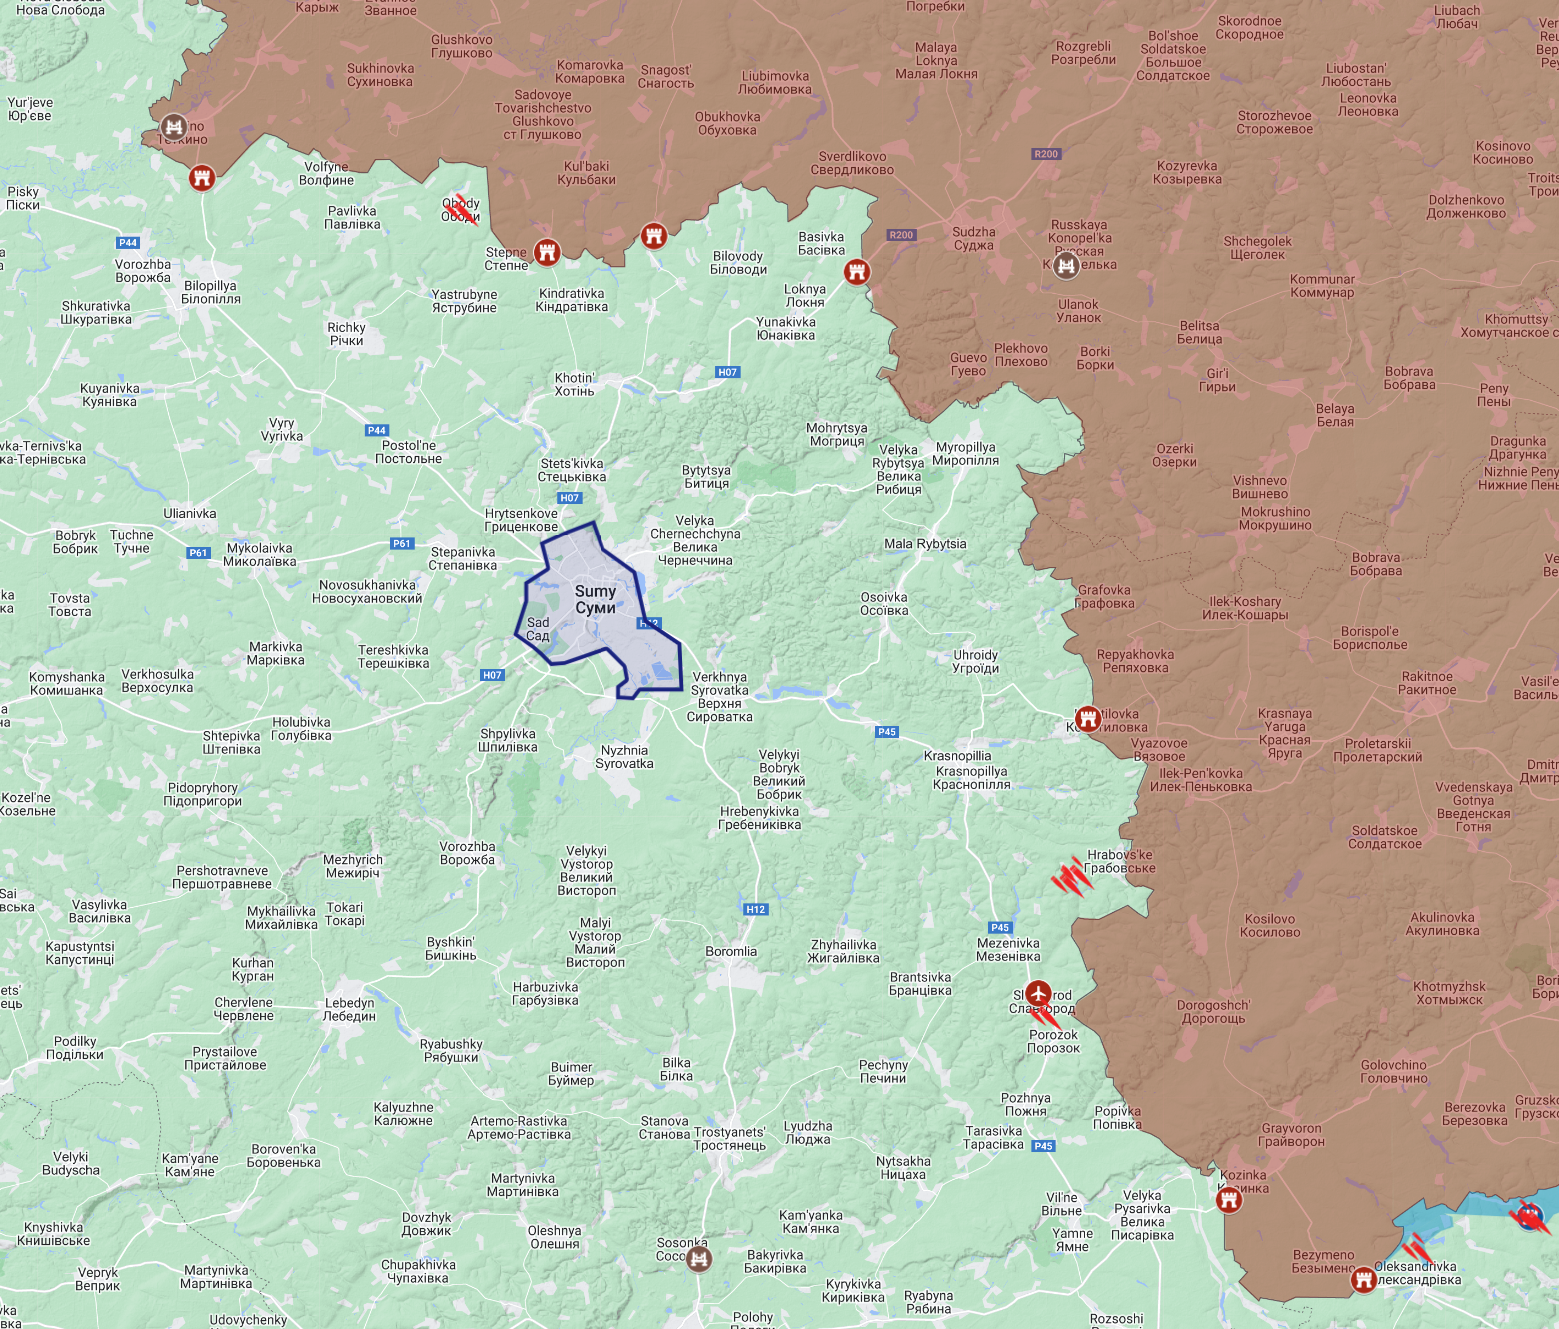 Нова Слобода
Карыж
Званное
Погребки
Liubach
Любач
Skorodnoe
Скородное
Glushkovo
Глушково
Malaya
Loknya
Малая Локня
Rozgrebli
Розгребли
Bol'shoe
Soldatskoe
Большое
Солдатское
Sukhinovka
Сухиновка
Komarovka
Комаровка
Snagost'
Снагость
Liubimovka
Любимовка
Liubostan'
Любостань
Leonovka
Леоновка
Yur'jeve
Юр'єве
Sadovoye
Tovarishchestvo
Glushkovo
ст Глушково
Obukhovka
Обуховка
Storozhevoe
Сторожевое
Kosinovo
Косиново
Sverdlikovo
Свердликово
R200
Volfyne
Волфине
Kul'baki
Кульбаки
Kozyrevka
Козыревка
Pisky
Піски
Pavlivka
Павлівка
Obody
Ободи
Dolzhenkovo
Долженково
P44
Vorozhba
Ворожба
Bilopillya
Білопілля
Stepne
Степне
Bilovody
Біловоди
Basivka
Басівка
R200
Sudzha
Суджа
Russkaya
Konopel'ka
Shchegolek
Щеголек
Kommunar
Коммунар
Shkurativka
Шкуратівка
Yastrubyne
Яструбине
Kindrativka
Кіндратівка
Loknya
Локня
Ulanok
Уланок
Richky
Річки
Yunakivka
Юнаківка
Belitsa
Белица
Khomuttsy
Guevo
Гуево
Plekhovo
Плехово
Borki
Борки
H07
Khotin'
Хотінь
Gir'i
Гирьи
Bobrava
Бобрава
Peny
Пены
Kuyanivka
Куянівка
Belaya
Белая
Vyry
Vyrivka
P44
Postol'ne
Постольне
Mohrytsya
Могриця
Velyka
Rybytsya
Велика
Рибиця
Myropillya
Миропілля
Ozerki
Озерки
Dragunka
Драгунка
Stets'kivka
Стецьківка
Bytytsya
Битиця
Vishnevo
Вишнево
Nizhnie Peny
H07
Ulianivka
Hrytsenkove
Гриценкове
Velyka
Chernechchyna
Велика
Чернеччина
Mokrushino
Мокрушино
Bobryk
Бобрик
Tuchne
Тучне
P61
Mykolaivka
Миколаївка
P61
Stepanivka
Степанівка
Mala Rybytsia
Bobrava
Бобрава
Novosukhanivka
Новосухановский
Tovsta
Товста
Sumy
Суми
Osoivka
Осоївка
Grafovka
Графовка
Ilek-Koshary
Илек-Кошары
Sad
Сад
H12
Borispol'e
Борисполье
Markivka
Марківка
Tereshkivka
Терешківка
Uhroidy
Угроїди
Repyakhovka
Репяховка
Komyshanka
Комишанка
Verkhosulka
Верхосулка
H07
Verkhnya
Syrovatka
Верхня
Сироватка
Rakitnoe
Ракитное
Shtepivka
Штепівка
Holubivka
Голубівка
Shpylivka
Шпилівка
P45
Krasnaya
Yaruga
Красная
Яруга
Nyzhnia
Syrovatka
Velykyi
Bobryk
Великий
Бобрик
Krasnopillia
Krasnopillya
Краснопілля
Vyazovoe
Вязовое
Proletarskii
Пролетарский
Ilek-Pen'kovka
Илек-Пеньковка
Kozel'ne
Козельне
Pidopryhory
Підопригори
Vvedenskaya
Gotnya
Введенская
Готня
Hrebenykivka
Гребениківка
Soldatskoe
Солдатское
Mezhyrich
Межиріч
Vorozhba
Ворожба
Velykyi
Vystorop
Великий
Вистороп
Hrabovs'ke
Грабовське
Pershotravneve
Першотравневе
Vasylivka
Василівка
Mykhailivka
Михайлівка
Tokari
Токарі
H12
Malyi
Vystorop
Малий
Вистороп
P45
Kosilovo
Косилово
Akulinovka
Акулиновка
Kapustyntsi
Капустинці
Byshkin'
Бишкінь
Boromlia
Zhyhailivka
Жигайлівка
Mezenivka
Мезенівка
Kurhan
Курган
Harbuzivka
Гарбузівка
Brantsivka
Бранцівка
Khotmyzhsk
Хотмыжск
Chervlene
Червлене
Lebedyn
Лебедин
Dorogoshch'
Дорогощь
Podilky
Подільки
Prystailove
Пристайлове
Ryabushky
Рябушки
Buimer
Буймер
Bilka
Білка
Pechyny
Печини
Porozok
Порозок
Golovchino
Головчино
Kalyuzhne
Калюжне
Artemo-Rastivka
Артемо-Растівка
Stanova
Станова
Trostyanets'
Тростянець
Lyudzha
Люджа
Pozhnya
Пожня
Popivka
Попівка
Berezovka
Березовка
Tarasivka
Тарасівка
P45
Grayvoron
Грайворон
Velyki
Budyscha
Kam'yane
Кам'яне
Boroven'ka
Боровенька
Martynivka
Мартинівка
Nytsakha
Ницаха
Kozinka
Vil'ne
Вільне
Velyka
Pysarivka
Велика
Писарівка
Knyshivka
Книшівське
Dovzhyk
Довжик
Oleshnya
Олешня
Kam'yanka
Кам'янка
Yamne
Ямне
Sosonka
Bakyrivka
Бакирівка
Bezymeno
Oleksandrivka
Vepryk
Веприк
Martynivka
Мартинівка
Chupakhivka
Чупахівка
Kyrykivka
Кириківка
Ryabyna
Рябина
Udovychenky
Polohy
Rozsoshi